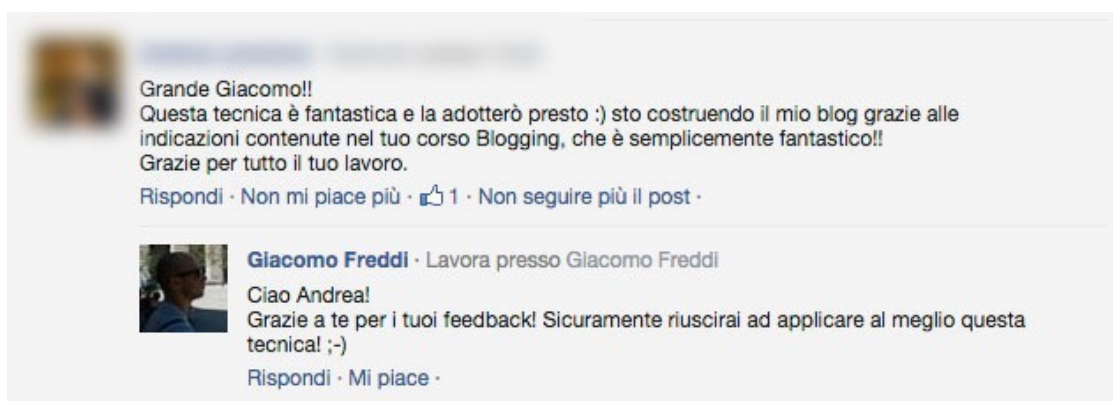 Grande Giacomo!!
Questa tecnica è fantastica e la adotterò presto :) sto costruendo il mio blog grazie alle
indicazioni contenute nel tuo corso Blogging, che è semplicemente fantastico!!
Grazie per tutto il tuo lavoro.
Rispondi · Non mi piace più · 1 · Non seguire più il post ·
Giacomo Freddi · Lavora presso Giacomo Freddi
Ciao Andrea!
Grazie a te per i tuoi feedback! Sicuramente riuscirai ad applicare al meglio questa
tecnica! ;-)
Rispondi · Mi piace ·